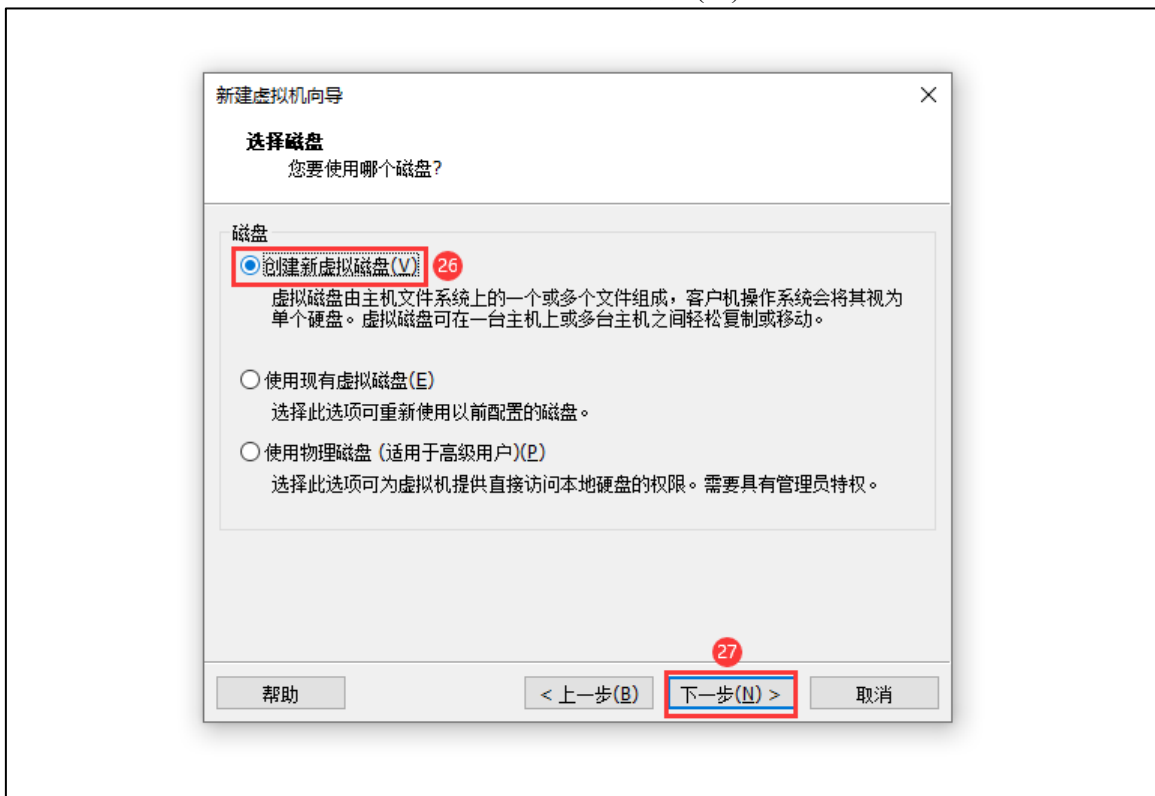 新建虚拟机向导
选择磁盘
您要使用哪个磁盘?
磁盘
创建新虚拟磁盘(V) 26
虚拟磁盘由主机文件系统上的一个或多个文件组成，客户机操作系统会将其视为
单个硬盘。虚拟磁盘可在一台主机上或多台主机之间轻松复制或移动。
使用现有虚拟磁盘(E)
选择此选项可重新使用以前配置的磁盘。
使用物理磁盘 (适用于高级用户)(P)
选择此选项可为虚拟机提供直接访问本地硬盘的权限。需要具有管理员特权。
27
帮助 < 上一步(B) 下一步(N) > 取消